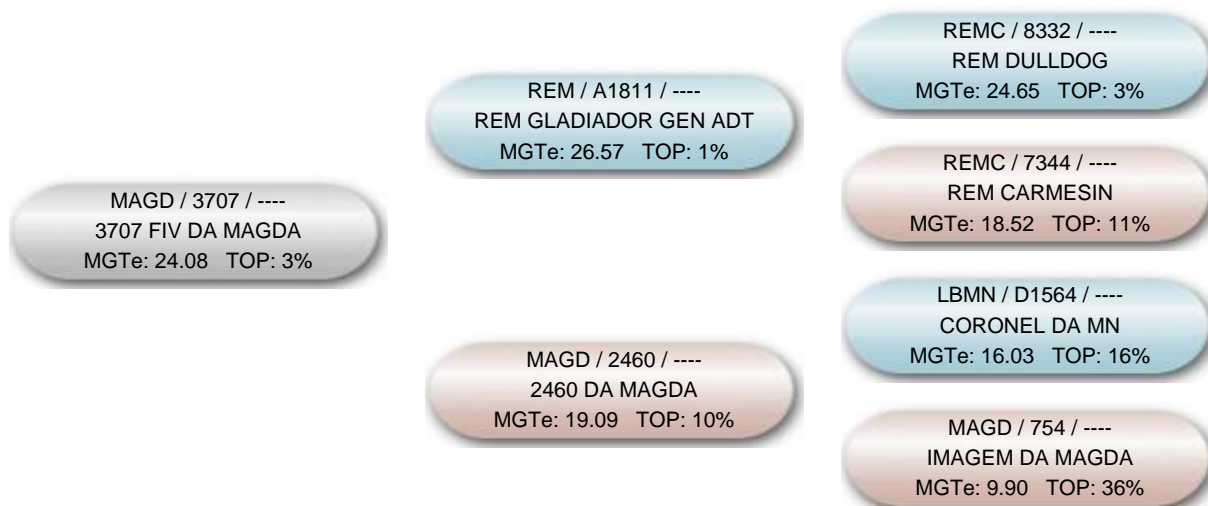 MAGD / 3707 / ----
3707 FIV DA MAGDA
MGTe: 24.08 TOP: 3%
REM / A1811 / ----
REM GLADIADOR GEN ADT
MGTe: 26.57 TOP: 1%
MAGD / 2460 / ----
2460 DA MAGDA
MGTe: 19.09 TOP: 10%
REMC / 8332 / ----
REM DULLDOG
MGTe: 24.65 TOP: 3%
REMC / 7344 / ----
REM CARMESIN
MGTe: 18.52 TOP: 11%
LBMN / D1564 / ----
CORONEL DA MN
MGTe: 16.03 TOP: 16%
MAGD / 754 / ----
IMAGEM DA MAGDA
MGTe: 9.90 TOP: 36%